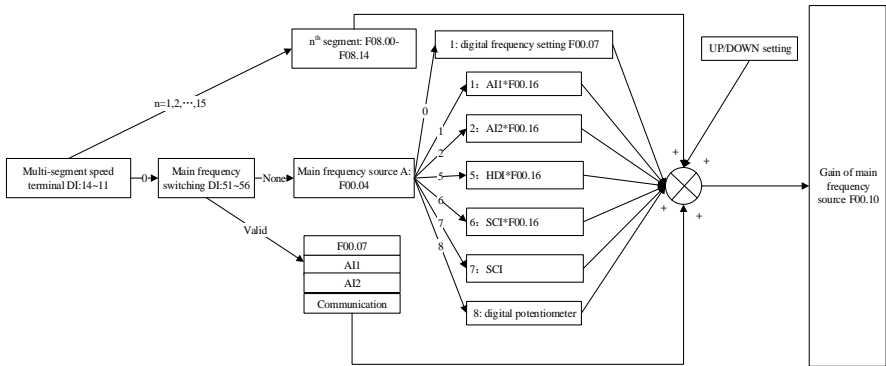 nth segment: F08.00-
F08.14
1: digital frequency setting F00.07
UP/DOWN setting
n=1,2,···,15
0
1：AI1*F00.16
1
2：AI2*F00.16
2
+
+
Multi-segment speed
terminal DI:14~11
0
Main frequency
switching DI:51~56
None
Main frequency source A:
F00.04
5
5：HDI*F00.16
Gain of main
frequency
source F00.10
6
6：SCI*F00.16
+
+
Valid
7
7：SCI
8
8: digital potentiometer
F00.07
AI1
AI2
Communication